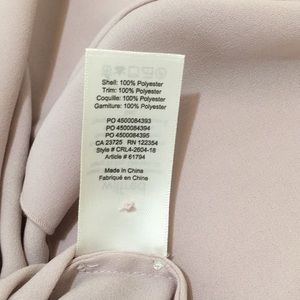 Shell: 100% Polyester
Trim: 100% Polyester
Coquille: 100% Polyester
Garniture: 100% Polyester
PO 4500084393
PO 4500084394
PO 4500084395
CA 23725 RN 122354
Style # CRL4-2604-18
Article # 61794
Made in China
Fabriqué en China